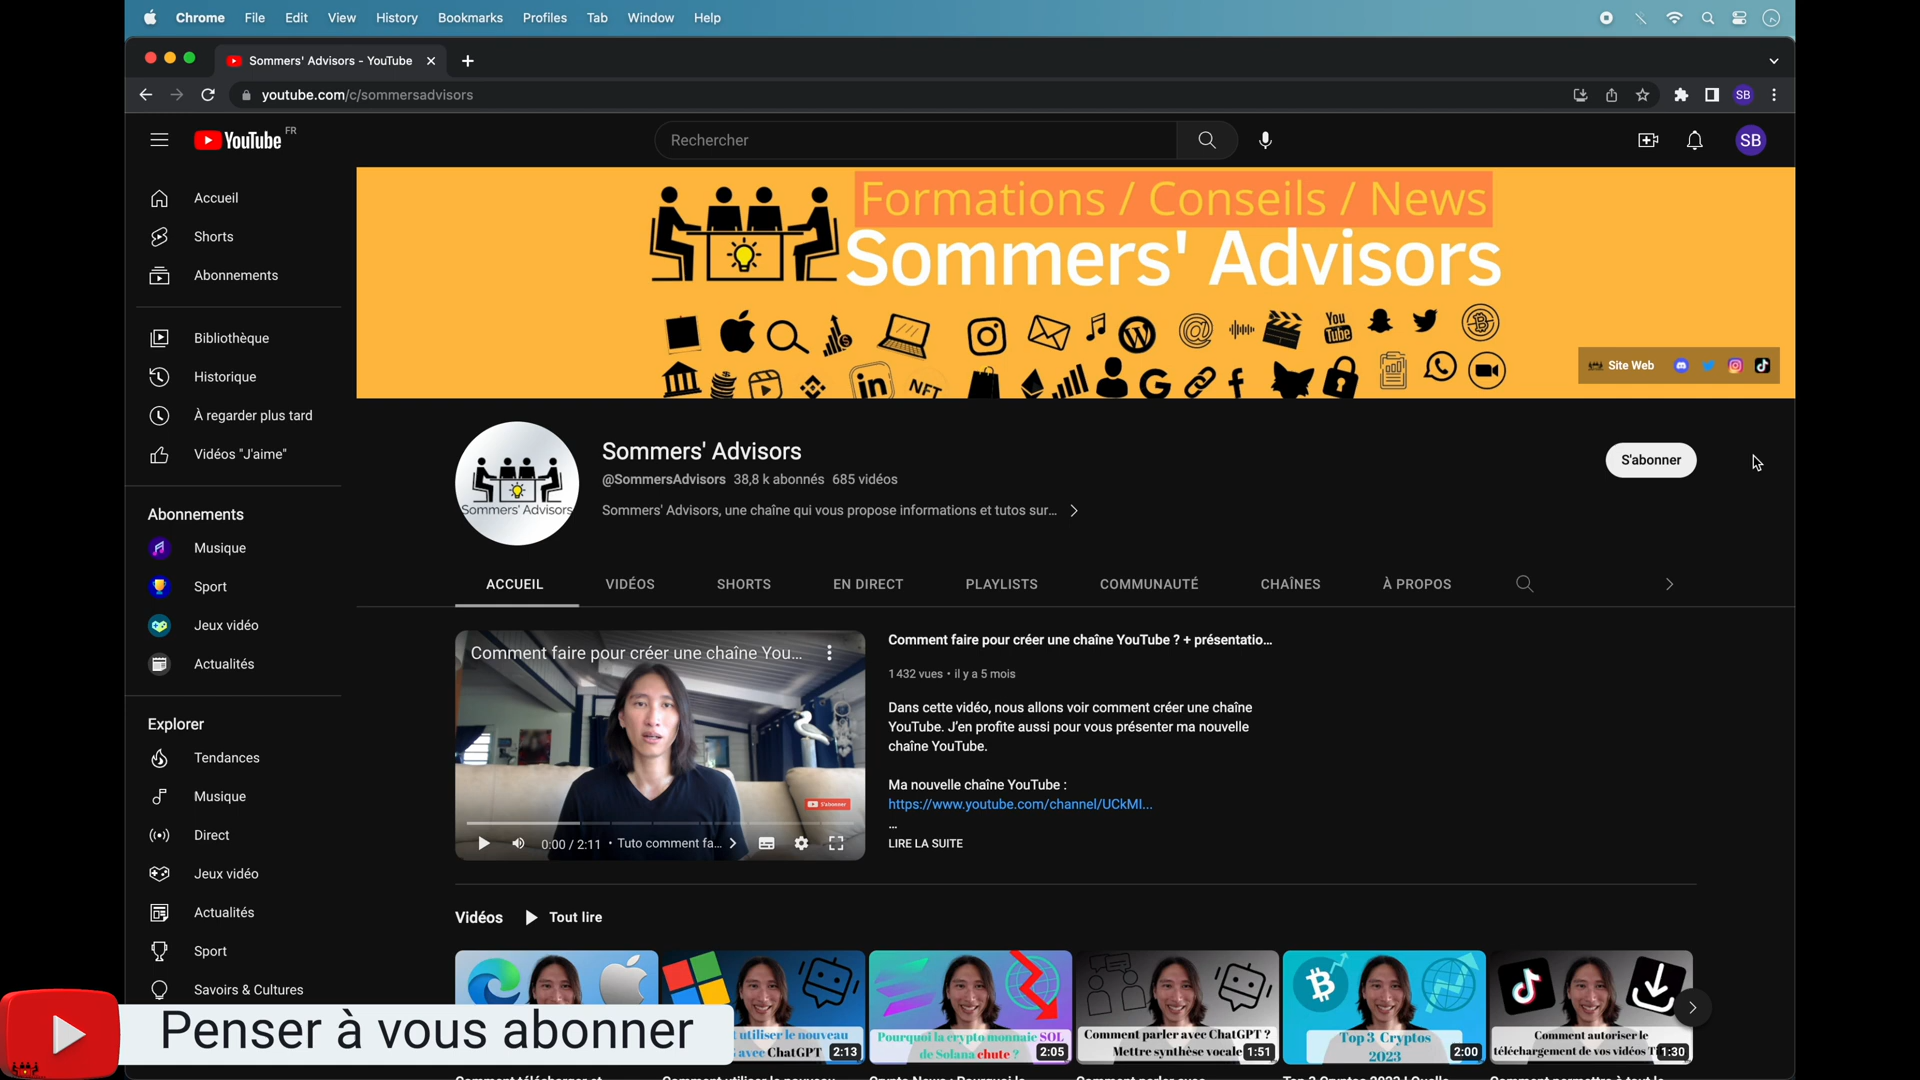 Chrome File Edit View History Bookmarks Profiles Tab Window Help
Sommers' Advisors - YouTube
youtube.com/c/sommersadvisors
SB
YouTube FR
Rechercher
SB
Accueil
Shorts
Abonnements
Bibliothèque
Historique
À regarder plus tard
Vidéos "J'aime"
Abonnements
Musique
Sport
Jeux vidéo
Actualités
Explorer
Tendances
Musique
Direct
Jeux vidéo
Actualités
Sport
Savoirs & Cultures
Formations / Conseils / News
Sommers' Advisors
You
Tube
in
NFT
Site Web
Sommers' Advisors
Sommers' Advisors
@SommersAdvisors 38,8 k abonnés 685 vidéos
Sommers' Advisors, une chaîne qui vous propose informations et tutos sur...
S'abonner
ACCUEIL VIDÉOS SHORTS EN DIRECT PLAYLISTS COMMUNAUTÉ CHAÎNES À PROPOS
Comment faire pour créer une chaîne You...
S'abonner
0:00 / 2:11 • Tuto comment fa...
Comment faire pour créer une chaîne YouTube ? + présentatio...
1 432 vues • il y a 5 mois
Dans cette vidéo, nous allons voir comment créer une chaîne
YouTube. J'en profite aussi pour vous présenter ma nouvelle
chaîne YouTube.
Ma nouvelle chaîne YouTube :
https://www.youtube.com/channel/UCkMI...
...
LIRE LA SUITE
Vidéos Tout lire
utiliser le nouveau
avec ChatGPT
2:13
Pourquoi la crypto monnaie SOL
de Solana chute ?
2:05
Comment parler avec ChatGPT ?
Mettre synthèse vocale
1:51
Top 3 Cryptos
2023
2:00
Comment autoriser le
téléchargement de vos vidéos
1:30
Penser à vous abonner